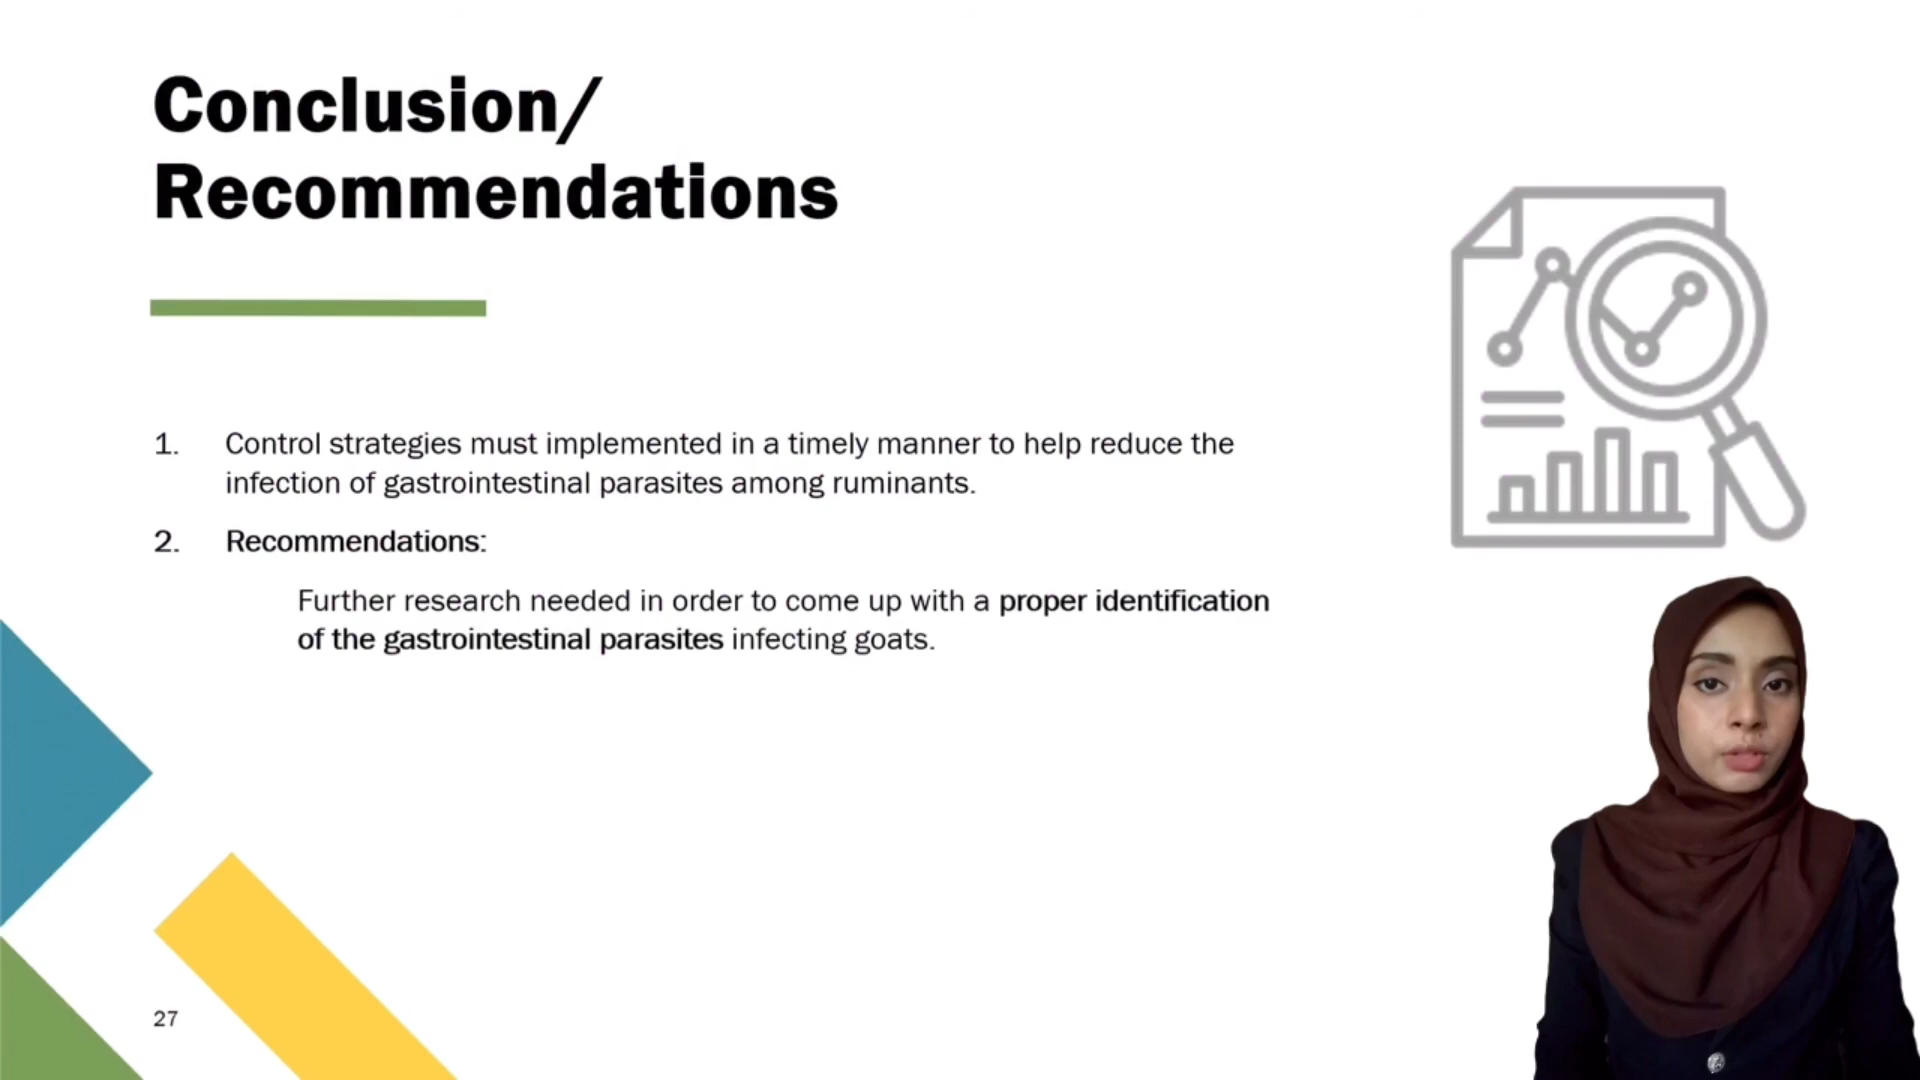 Conclusion/
Recommendations
1. Control strategies must implemented in a timely manner to help reduce the
infection of gastrointestinal parasites among ruminants.
2. Recommendations:
Further research needed in order to come up with a proper identification
of the gastrointestinal parasites infecting goats.
27